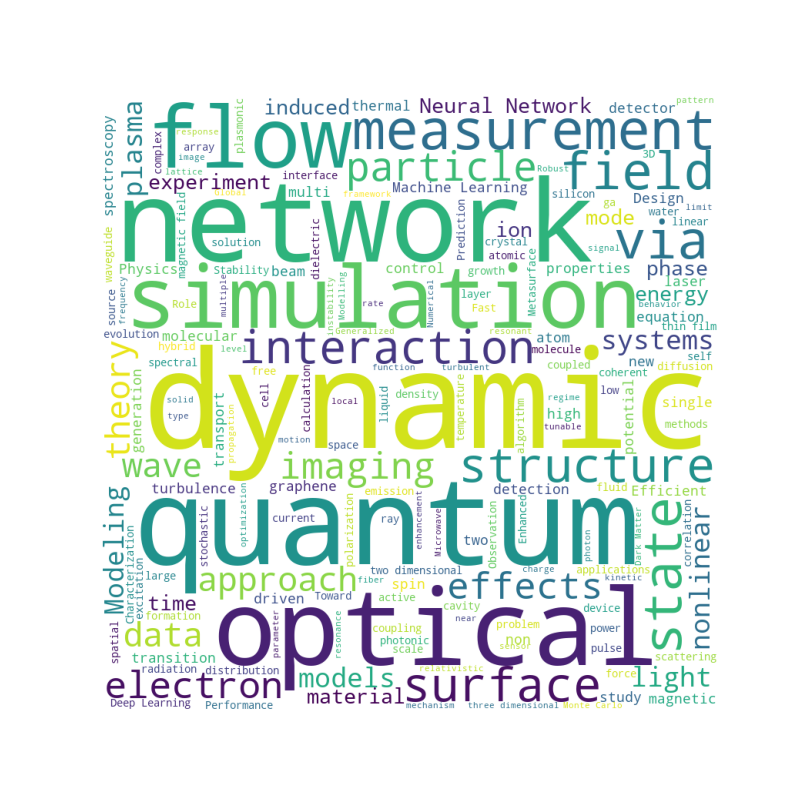 flow
induced
thermal
Neural Network
detector
pattern
plasma
plasmonic
measurement
spectroscopy
complex
response
array
image
lattice
interface
particle
field
3D
Robust
experiment
multi
framework
Global
Machine Learning
silicon
Design
water
limit
linear
ga
mode
via
network
waveguide
magnetic field
solution
dielectric
ion
crystal
atomic
Prediction
signal
phase
Physics
Stability
beam
control
growth
properties
laser
energy
behavior
simulation
source
frequency
Role
multiple
instability
Modelling
rate
layer
Numerical
Fast
Metasurface
resonant
Generalized
equation
thin film
evolution
molecular
hybrid
level
interaction
atom
molecule
systems
new
self
diffusion
theory
generation
spectral
free
function
turbulent
coupled
coherent
dynamic
solid
type
transport
propagation
cell
calculation
local
motion
space
liquid
density
temperature
algorithm
regime
tunable
high
low
potential
single
methods
wave
imaging
structure
turbulence
graphene
emission
detection
fluid
Efficient
Modeling
characterization
excitation
large
quantum
stochastic
optimization
current
polarization
ray
enhancement
Microwave
two
Observation
Enhanced
charge
photon
kinetic
Dark Matter
correlation
nonlinear
state
approach
two dimensional
fiber
spin
effects
applications
time
formation
driven
Toward
active
cavity
device
data
spatial
transition
parameter
resonance
coupling
photonic
scale
near
non
problem
sensor
power
pulse
scattering
optical
radiation
distribution
relativistic
force
light
electron
models
material
surface
study
magnetic
Deep Learning
Performance
mechanism
three dimensional
Monte Carlo